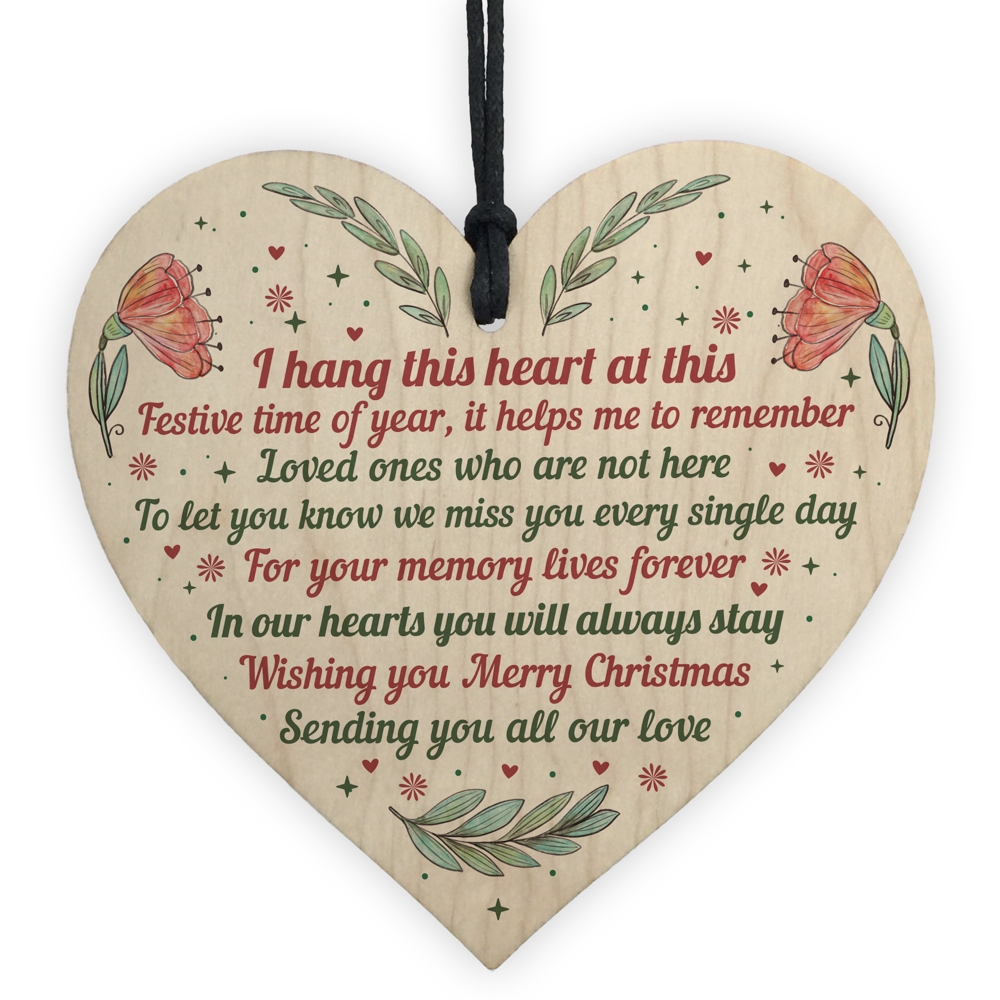 I hang this heart at this
Festive time of year, it helps me to remember
Loved ones who are not here
To let you know we miss you every single day
For your memory lives forever
In our hearts you will always stay
Wishing you Merry Christmas
Sending you all our love